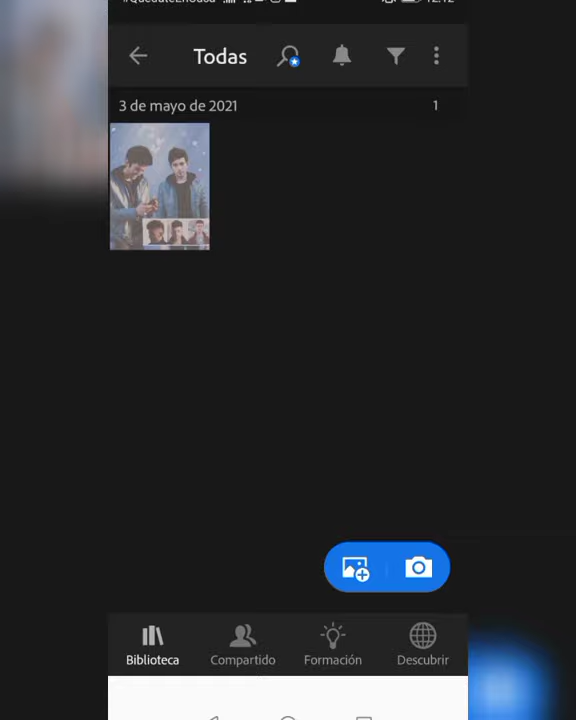 Todas
3 de mayo de 2021 1
Biblioteca Compartido Formación Descubrir